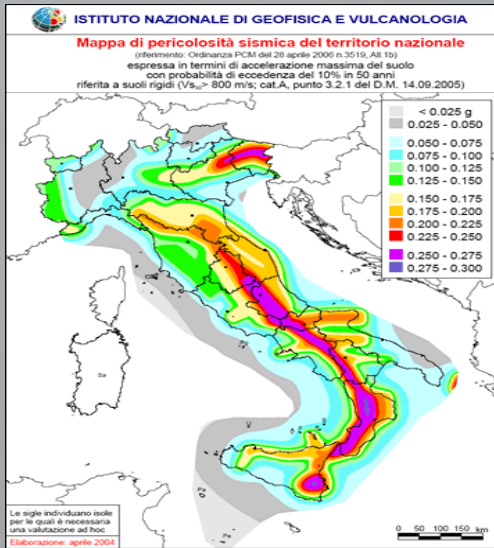 ISTITUTO NAZIONALE DI GEOFISICA E VULCANOLOGIA
Mappa di pericolosità sismica del territorio nazionale
(riferimento: Ordinanza PCM del 28 aprile 2006 n.3519, All.1b)
espressa in termini di accelerazione massima del suolo
con probabilità di eccedenza del 10% in 50 anni
riferita a suoli rigidi (Vs₃₀> 800 m/s; cat.A, punto 3.2.1 del D.M. 14.09.2005)
< 0.025 g
0.025 - 0.050
0.050 - 0.075
0.075 - 0.100
0.100 - 0.125
0.125 - 0.150
0.150 - 0.175
0.175 - 0.200
0.200 - 0.225
0.225 - 0.250
0.250 - 0.275
0.275 - 0.300
Sa
Pa
Pe
Le sigle individuano isole
per le quali è necessaria
una valutazione ad hoc
Elaborazione: aprile 2004
0 50 100 150 km